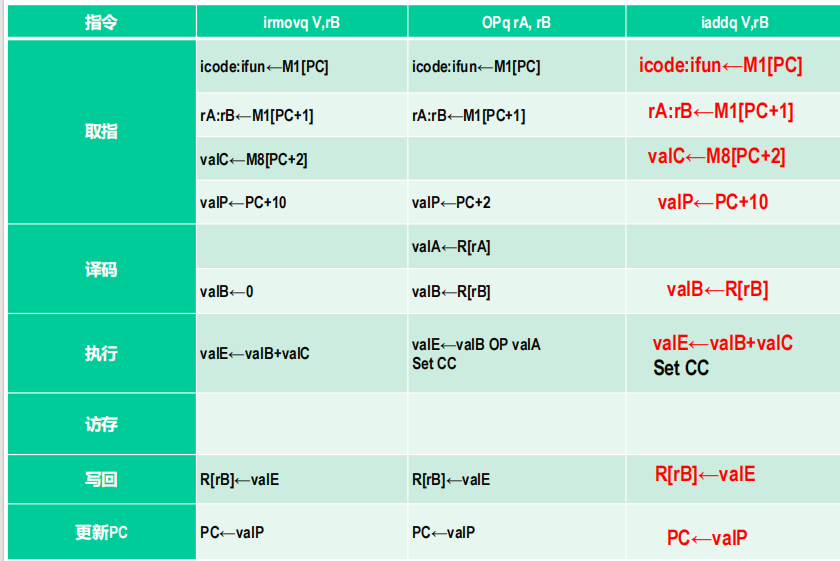 指令 irmovq V,rB OPq rA, rB iaddq V,rB
取指
icode:ifun←M1[PC] icode:ifun←M1[PC] icode:ifun←M1[PC]
rA:rB←M1[PC+1] rA:rB←M1[PC+1] rA:rB←M1[PC+1]
valC←M8[PC+2] valC←M8[PC+2]
valP←PC+10 valP←PC+2 valP←PC+10
译码
valA←R[rA]
valB←0 valB←R[rB] valB←R[rB]
执行
valE←valB+valC valE←valB OP valA valE←valB+valC
Set CC Set CC
访存
写回 R[rB]←valE R[rB]←valE R[rB]←valE
更新PC PC←valP PC←valP PC←valP